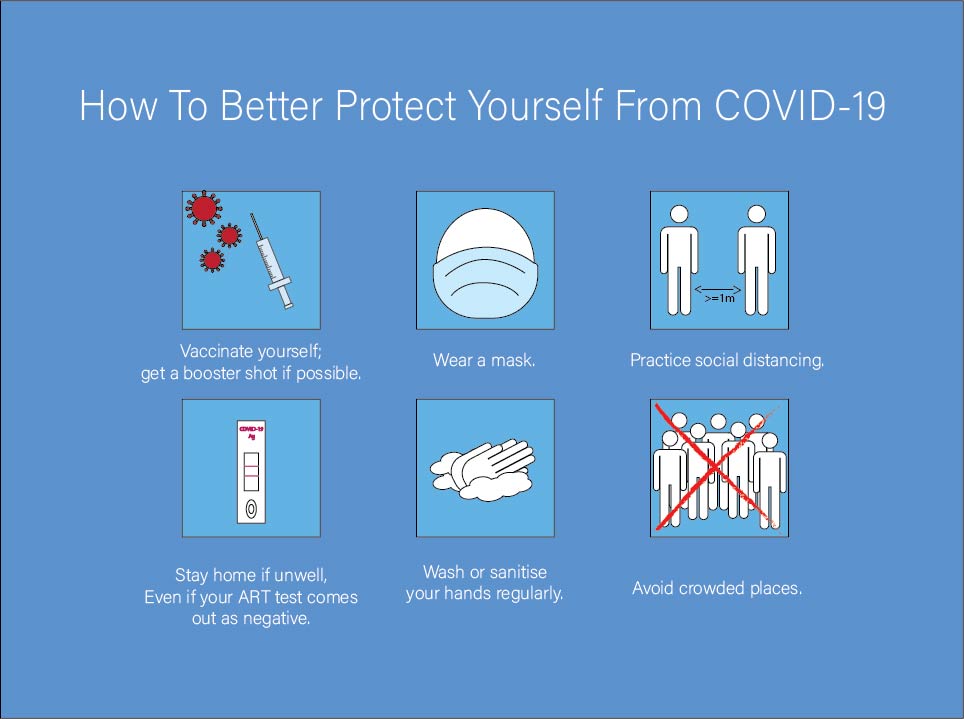 How To Better Protect Yourself From COVID-19
>=1m
Vaccinate yourself;
get a booster shot if possible.
Wear a mask.
Practice social distancing.
COVID-19
Ag
Stay home if unwell,
Even if your ART test comes
out as negative.
Wash or sanitise
your hands regularly.
Avoid crowded places.